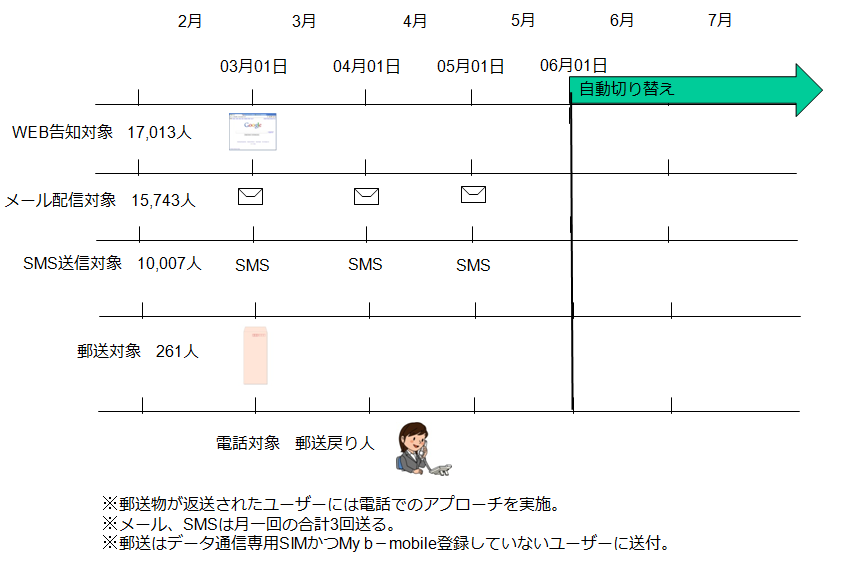 2月 3月 4月 5月 6月 7月
03月01日 04月01日 05月01日 06月01日
自動切り替え
WEB告知対象 17,013人
Google
メール配信対象 15,743人
SMS送信対象 10,007人 SMS SMS SMS
郵送対象 261人
電話対象 郵送戻り人
※郵送物が返送されたユーザーには電話でのアプローチを実施。
※メール、SMSは月一回の合計3回送る。
※郵送はデータ通信専用SIMかつMy b－mobile登録していないユーザーに送付。